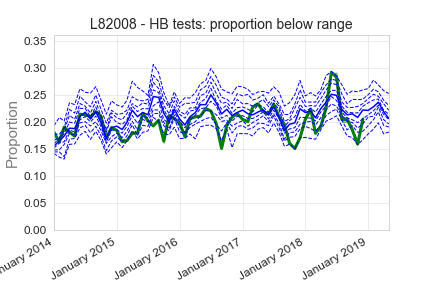 L82008 - HB tests: proportion below range
Proportion
0.35
0.30
0.25
0.20
0.15
0.10
0.05
0.00
2014
January 2015
January 2016
January 2017
January 2018
January 2019